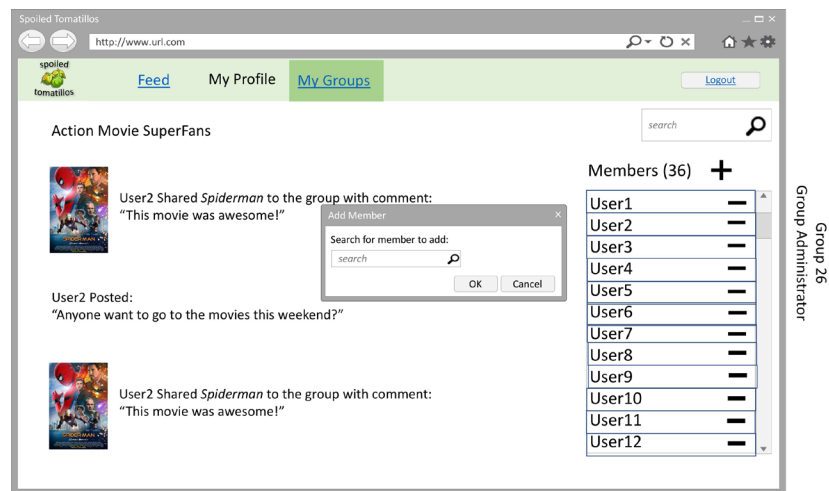 Spoiled Tomatillos
http://www.url.com
spoiled
tomatillos
Feed
My Profile
My Groups
Logout
Action Movie SuperFans
search
Members (36)
User2 Shared Spiderman to the group with comment:
“This movie was awesome!”
SPIDER-MAN
Add Member
Search for member to add:
search
OK
Cancel
User2 Posted:
“Anyone want to go to the movies this weekend?”
User2 Shared Spiderman to the group with comment:
“This movie was awesome!”
SPIDER-MAN
User1
User2
User3
User4
User5
User6
User7
User8
User9
User10
User11
User12
Group 26
Group Administrator